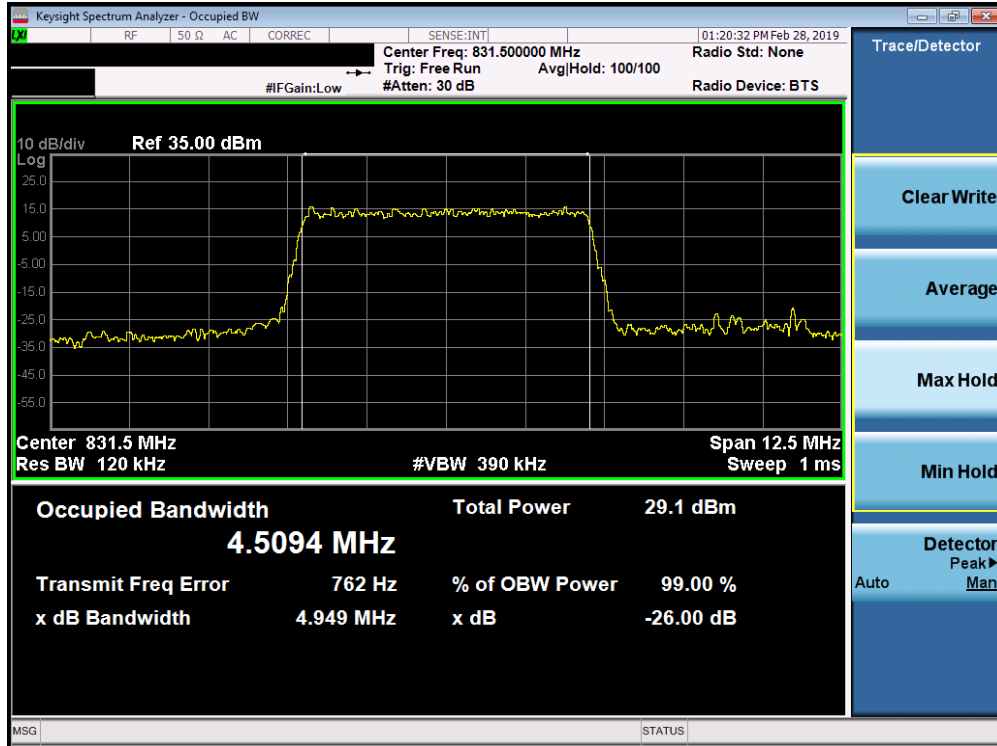 Keysight Spectrum Analyzer - Occupied BW
LXI RF 50 Ω AC CORREC SENSE:INT 01:20:32 PM Feb 28, 2019
Center Freq: 831.500000 MHz Radio Std: None
Trig: Free Run Avg|Hold: 100/100
#IFGain:Low #Atten: 30 dB Radio Device: BTS
10 dB/div Ref 35.00 dBm
Log
25.0
15.0
5.00
-5.00
-15.0
-25.0
-35.0
-45.0
-55.0
Center 831.5 MHz Span 12.5 MHz
Res BW 120 kHz #VBW 390 kHz Sweep 1 ms
Occupied Bandwidth Total Power 29.1 dBm
4.5094 MHz
Transmit Freq Error 762 Hz % of OBW Power 99.00 %
x dB Bandwidth 4.949 MHz x dB -26.00 dB
MSG STATUS
Trace/Detector
Clear Write
Average
Max Hold
Min Hold
Detector
Peak▶
Auto Man